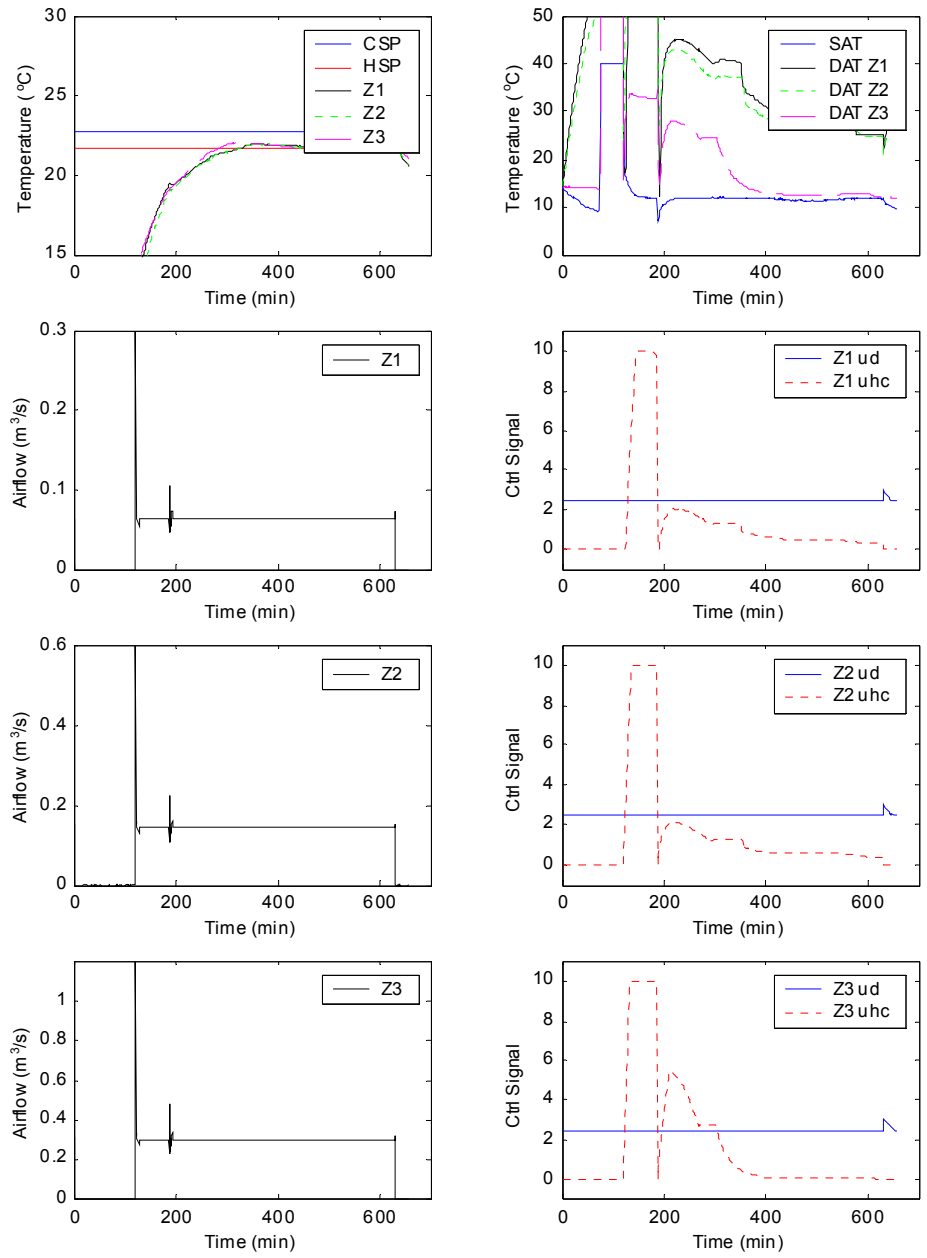 30
25
20
15
Temperature ( °C)
CSP
HSP
Z1
Z2
Z3
0 200 400 600
Time (min)
50
40
30
20
10
0
Temperature ( °C)
SAT
DAT Z1
DAT Z2
DAT Z3
0 200 400 600
Time (min)
0.3
0.2
0.1
0
Airflow (m³/s)
Z1
0 200 400 600
Time (min)
10
8
6
4
2
0
Ctrl Signal
Z1 ud
Z1 uhc
0 200 400 600
Time (min)
0.6
0.4
0.2
0
Airflow (m³/s)
Z2
0 200 400 600
Time (min)
10
8
6
4
2
0
Ctrl Signal
Z2 ud
Z2 uhc
0 200 400 600
Time (min)
1
0.8
0.6
0.4
0.2
0
Airflow (m³/s)
Z3
0 200 400 600
Time (min)
10
8
6
4
2
0
Ctrl Signal
Z3 ud
Z3 uhc
0 200 400 600
Time (min)